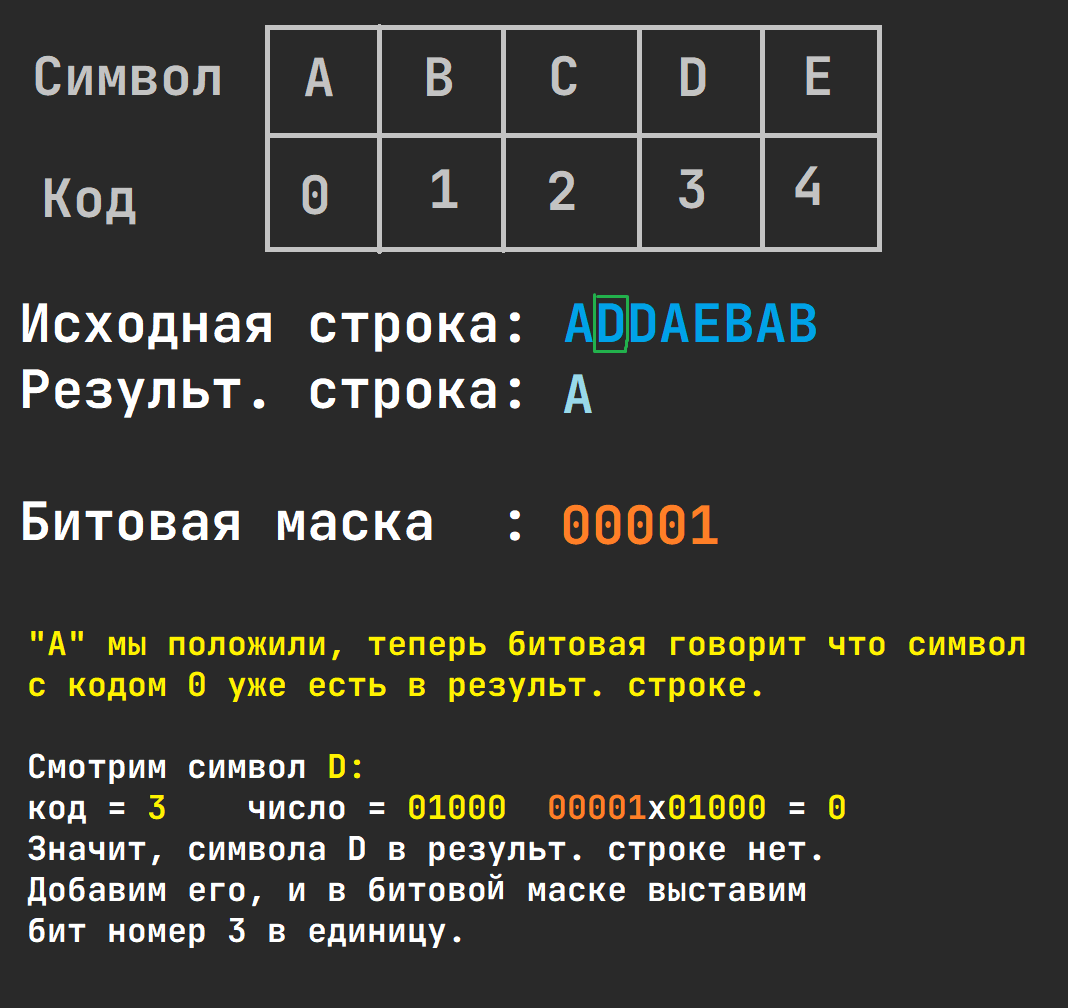 Символ A B C D E
Код 0 1 2 3 4
Исходная строка: ADDAEBAB
Результ. строка: A
Битовая маска : 00001
"A" мы положили, теперь битовая говорит что символ
с кодом 0 уже есть в результ. строке.
Смотрим символ D:
код = 3 число = 01000 00001x01000 = 0
Значит, символа D в результ. строке нет.
Добавим его, и в битовой маске выставим
бит номер 3 в единицу.